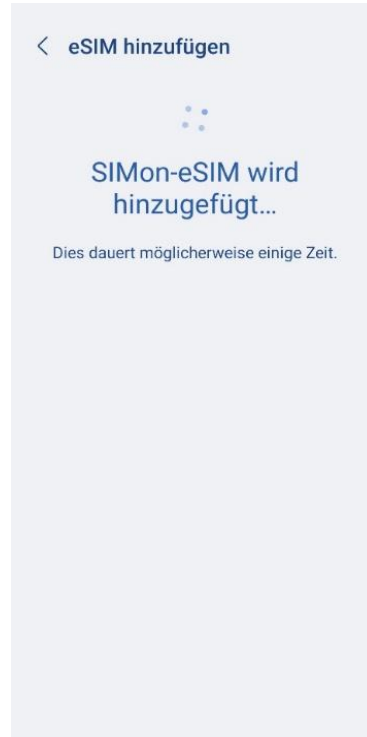 eSIM hinzufügen
SIMon-eSIM wird
hinzugefügt...
Dies dauert möglicherweise einige Zeit.